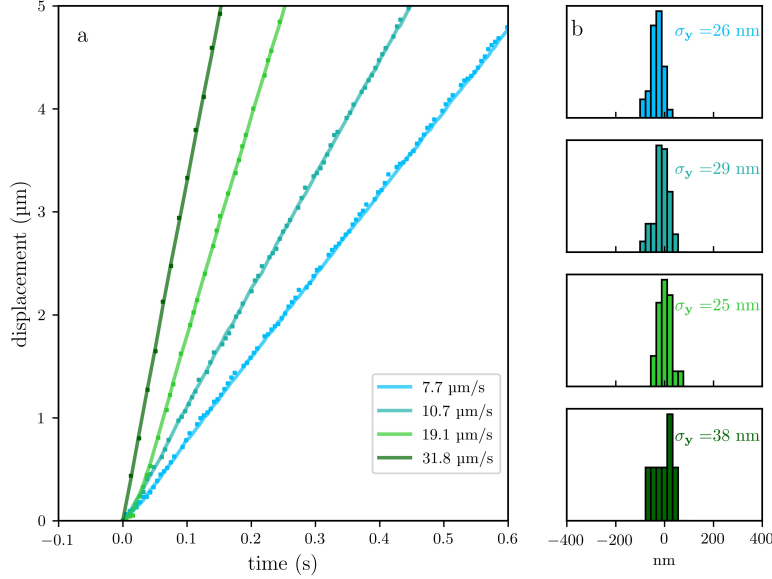 a
5
4
3
2
1
0
displacement (µm)
−0.1
0.0
0.1
0.2
0.3
0.4
0.5
0.6
time (s)
7.7 µm/s
10.7 µm/s
19.1 µm/s
31.8 µm/s
b
σy =26 nm
σy =29 nm
σy =25 nm
σy =38 nm
−400
−200
0
200
400
nm